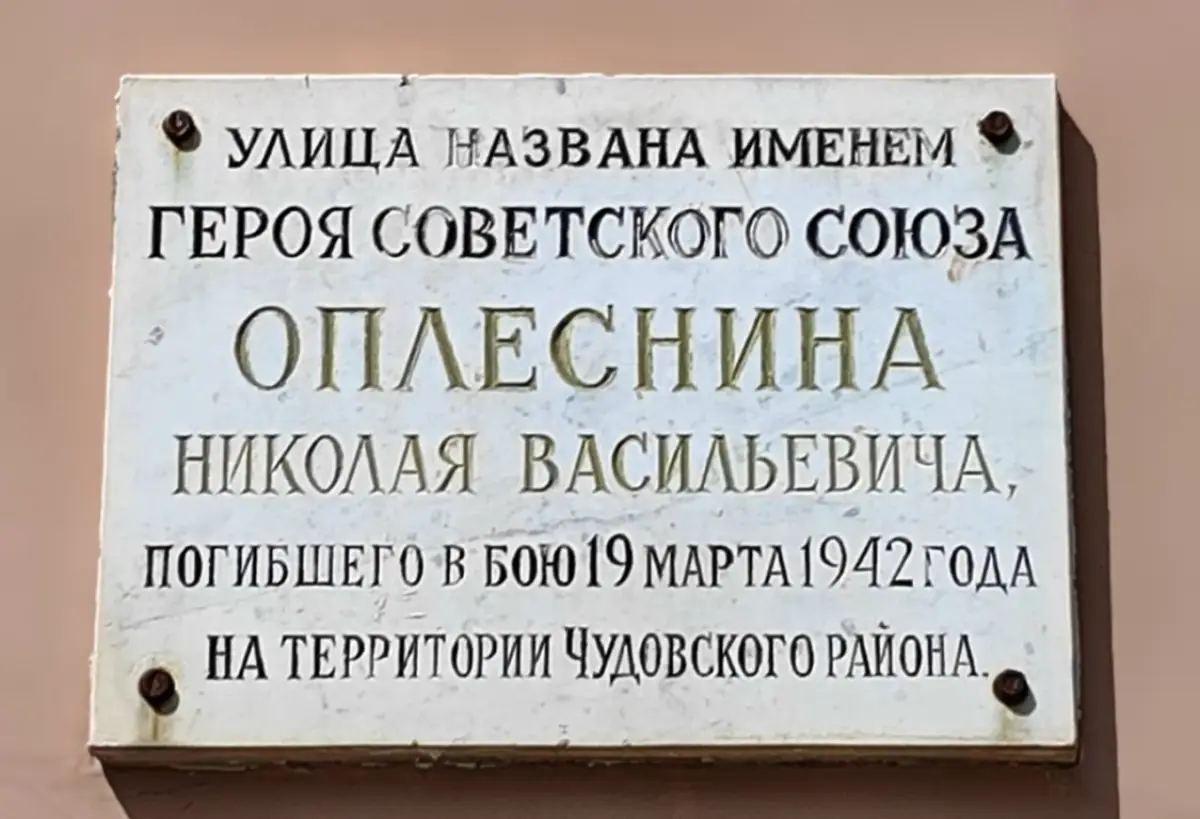 УЛИЦА НАЗВАНА ИМЕНЕМ
ГЕРОЯ СОВЕТСКОГО СОЮЗА
ОПЛЕСНИНА
НИКОЛАЯ ВАСИЛЬЕВИЧА,
ПОГИБШЕГО В БОЮ 19 МАРТА 1942 ГОДА
НА ТЕРРИТОРИИ ЧУДОВСКОГО РАЙОНА.